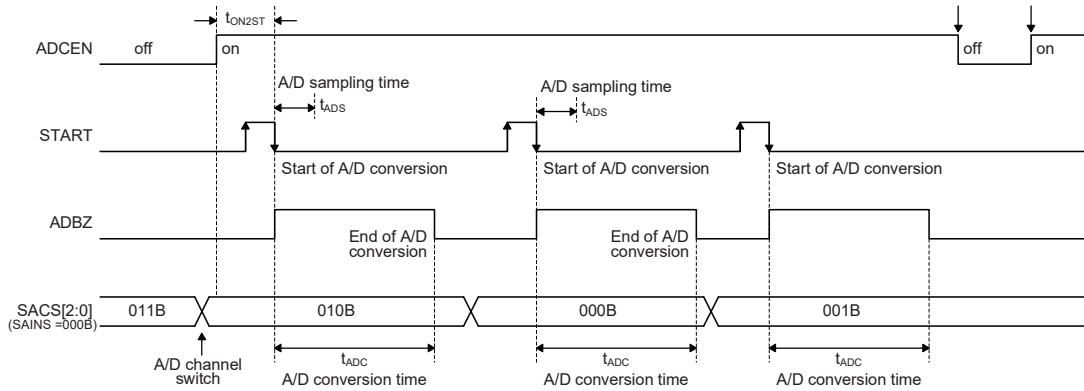 tON2ST
ADCEN off on off on
A/D sampling time A/D sampling time
tADS tADS
START
Start of A/D conversion Start of A/D conversion Start of A/D conversion
ADBZ
End of A/D conversion End of A/D conversion
SACS[2:0] 011B 010B 000B 001B
(SAINS =000B)
A/D channel switch
tADC tADC tADC
A/D conversion time A/D conversion time A/D conversion time